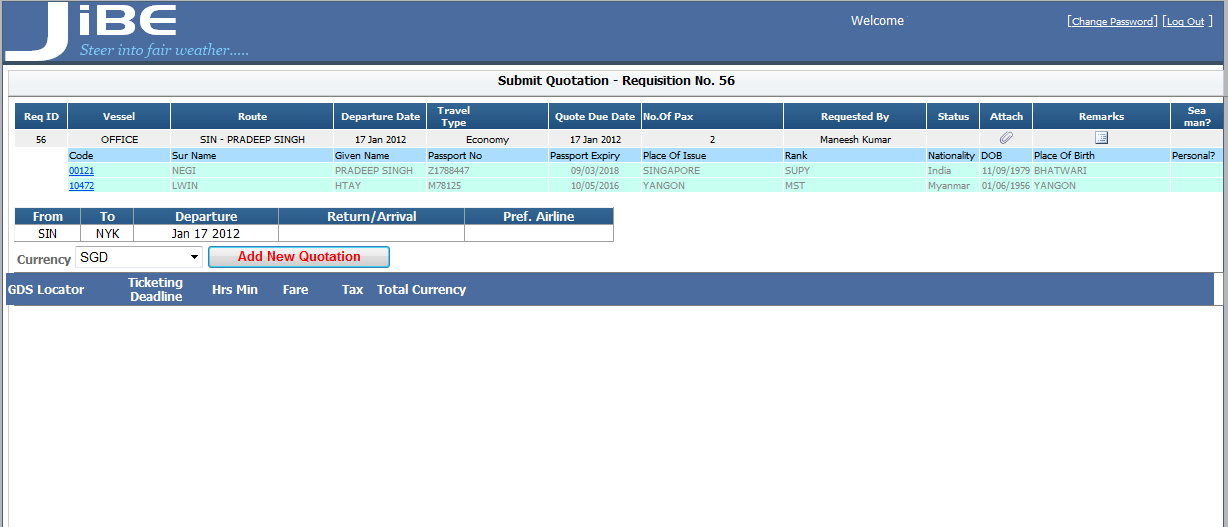 JiBE
Steer into fair weather.....
Welcome
[Change Password] [Log Out ]
Submit Quotation - Requisition No. 56
Req ID Vessel Route Departure Date Travel Type Quote Due Date No.Of Pax Requested By Status Attach Remarks Sea man?
56 OFFICE SIN - PRADEEP SINGH 17 Jan 2012 Economy 17 Jan 2012 2 Maneesh Kumar
Code Sur Name Given Name Passport No Passport Expiry Place Of Issue Rank Nationality DOB Place Of Birth Personal?
00121 NEGI PRADEEP SINGH Z1788447 09/03/2018 SINGAPORE SUPY India 11/09/1979 BHATWARI
10472 LWIN HTAY M78125 10/05/2016 YANGON MST Myanmar 01/06/1956 YANGON
From To Departure Return/Arrival Pref. Airline
SIN NYK Jan 17 2012
Currency SGD Add New Quotation
GDS Locator Ticketing Deadline Hrs Min Fare Tax Total Currency